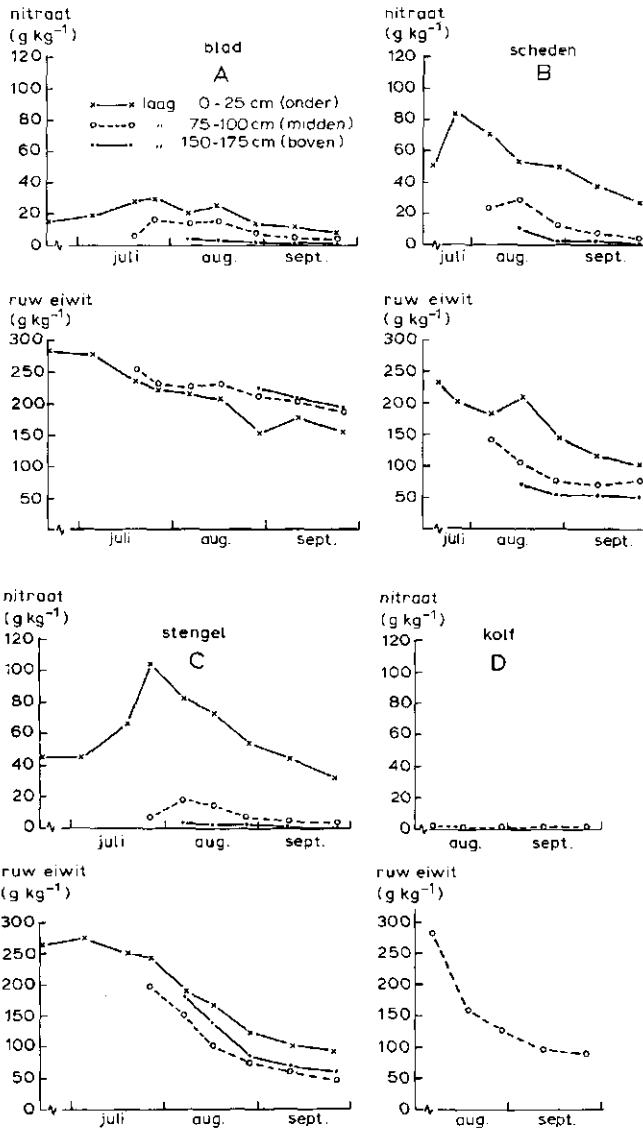 nitraat
(g kg⁻¹)
blad
A
120
100
80
60
40
20
0
laag 0-25 cm (onder)
" 75-100 cm (midden)
" 150-175 cm (boven)
juli aug. sept.
nitraat
(g kg⁻¹)
scheden
B
120
100
80
60
40
20
0
juli aug. sept.
ruw eiwit
(g kg⁻¹)
300
250
200
150
100
50
juli aug. sept.
ruw eiwit
(g kg⁻¹)
300
250
200
150
100
50
juli aug. sept.
nitraat
(g kg⁻¹)
stengel
C
120
100
80
60
40
20
0
juli aug. sept.
nitraat
(g kg⁻¹)
kolf
D
120
100
80
60
40
20
0
aug. sept.
ruw eiwit
(g kg⁻¹)
300
250
200
150
100
50
0
juli aug. sept.
ruw eiwit
(g kg⁻¹)
300
250
200
150
100
50
0
aug. sept.